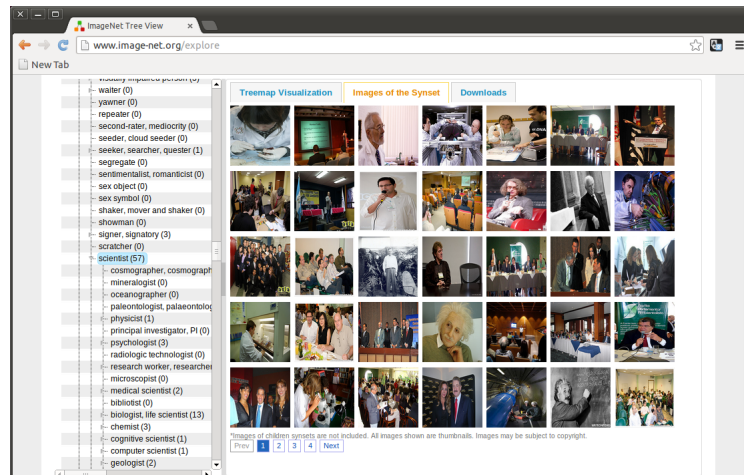 ImageNet Tree View
www.image-net.org/explore
New Tab
visually impaired person (3)
waiter (0)
yawner (0)
repeater (0)
second-rater, mediocrity (0)
seeder, cloud seeder (0)
seeker, searcher, quester (1)
segregate (0)
sentimentalist, romanticist (0)
sex object (0)
sex symbol (0)
shaker, mover and shaker (0)
showman (0)
signer, signatory (3)
scratcher (0)
scientist (57)
cosmographer, cosmograph
mineralogist (0)
oceanographer (0)
paleontologist, palaeontolog
physicist (1)
principal investigator, PI (0)
psychologist (3)
radiologic technologist (0)
research worker, researcher
microscopist (0)
medical scientist (2)
bibliotist (0)
biologist, life scientist (13)
chemist (3)
cognitive scientist (1)
computer scientist (1)
geologist (2)
Treemap Visualization
Images of the Synset
Downloads
*Images of children synsets are not included. All images shown are thumbnails. Images may be subject to copyright.
Prev 1 2 3 4 Next